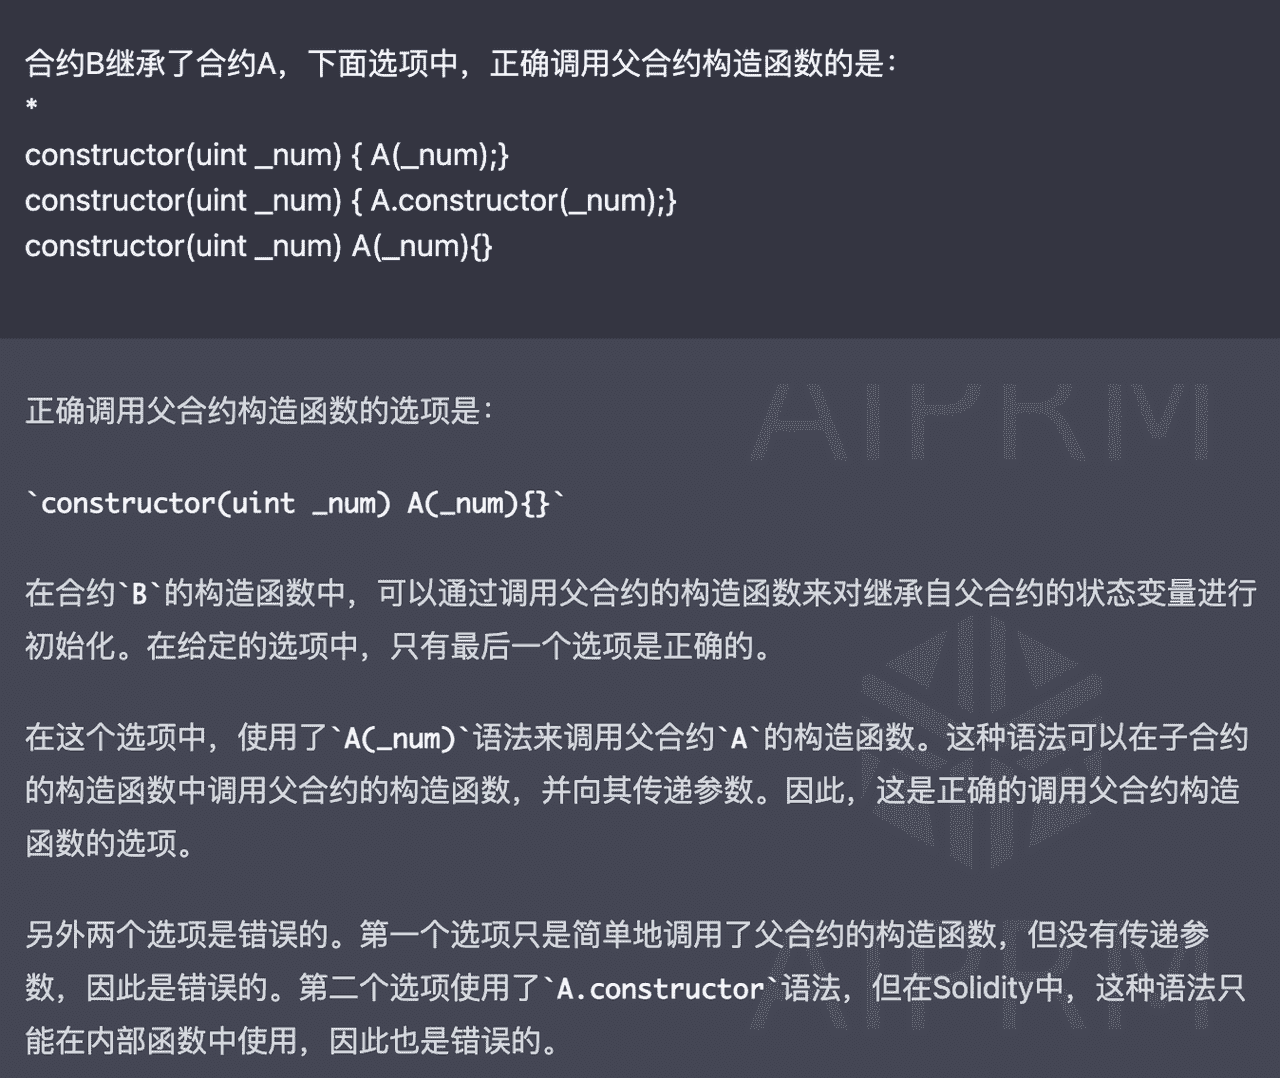 合约B继承了合约A，下面选项中，正确调用父合约构造函数的是：
*
constructor(uint _num) { A(_num);}
constructor(uint _num) { A.constructor(_num);}
constructor(uint _num) A(_num){}
AIPRM
正确调用父合约构造函数的选项是：
`constructor(uint _num) A(_num){}`
在合约`B`的构造函数中，可以通过调用父合约的构造函数来对继承自父合约的状态变量进行
初始化。在给定的选项中，只有最后一个选项是正确的。
在这个选项中，使用了`A(_num)`语法来调用父合约`A`的构造函数。这种语法可以在子合约
的构造函数中调用父合约的构造函数，并向其传递参数。因此，这是正确的调用父合约构造
函数的选项。
另外两个选项是错误的。第一个选项只是简单地调用了父合约的构造函数，但没有传递参
数，因此是错误的。第二个选项使用了`A.constructor`语法，但在Solidity中，这种语法只
能在内部函数中使用，因此也是错误的。
AIPRM